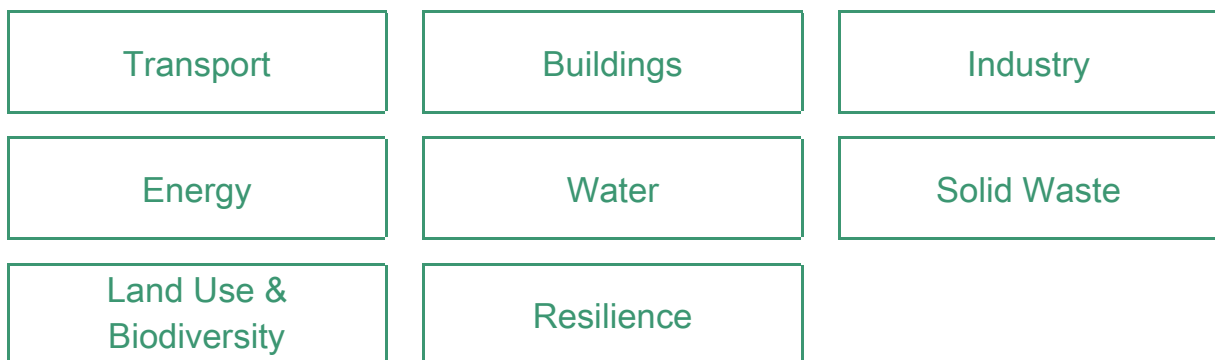 Transport
Buildings
Industry
Energy
Water
Solid Waste
Land Use &
Biodiversity
Resilience